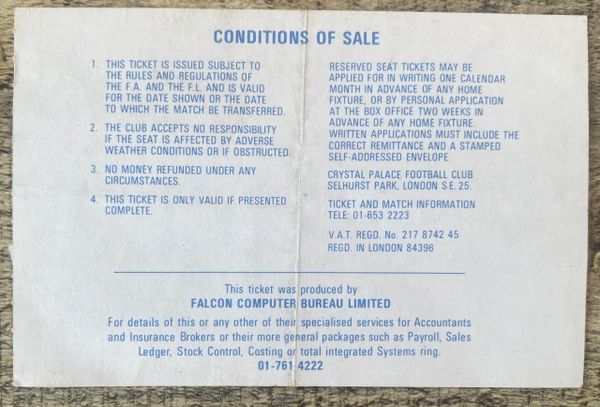 CONDITIONS OF SALE
1. THIS TICKET IS ISSUED SUBJECT TO
THE RULES AND REGULATIONS OF
THE F.A. AND THE F.L. AND IS VALID
FOR THE DATE SHOWN OR THE DATE
TO WHICH THE MATCH BE TRANSFERRED.
2. THE CLUB ACCEPTS NO RESPONSIBILITY
IF THE SEAT IS AFFECTED BY ADVERSE
WEATHER CONDITIONS OR IF OBSTRUCTED.
3. NO MONEY REFUNDED UNDER ANY
CIRCUMSTANCES.
4. THIS TICKET IS ONLY VALID IF PRESENTED
COMPLETE.
RESERVED SEAT TICKETS MAY BE
APPLIED FOR IN WRITING ONE CALENDAR
MONTH IN ADVANCE OF ANY HOME
FIXTURE, OR BY PERSONAL APPLICATION
AT THE BOX OFFICE TWO WEEKS IN
ADVANCE OF ANY HOME FIXTURE.
WRITTEN APPLICATIONS MUST INCLUDE THE
CORRECT REMITTANCE AND A STAMPED
SELF-ADDRESSED ENVELOPE.
CRYSTAL PALACE FOOTBALL CLUB
SELHURST PARK, LONDON S.E. 25.
TICKET AND MATCH INFORMATION
TELE: 01-653 2223
V.A.T. REGD. No. 217 8742 45
REGD. IN LONDON 84396
This ticket was produced by
FALCON COMPUTER BUREAU LIMITED
For details of this or any other of their specialised services for Accountants
and Insurance Brokers or their more general packages such as Payroll, Sales
Ledger, Stock Control, Costing or total integrated Systems ring.
01-761 4222